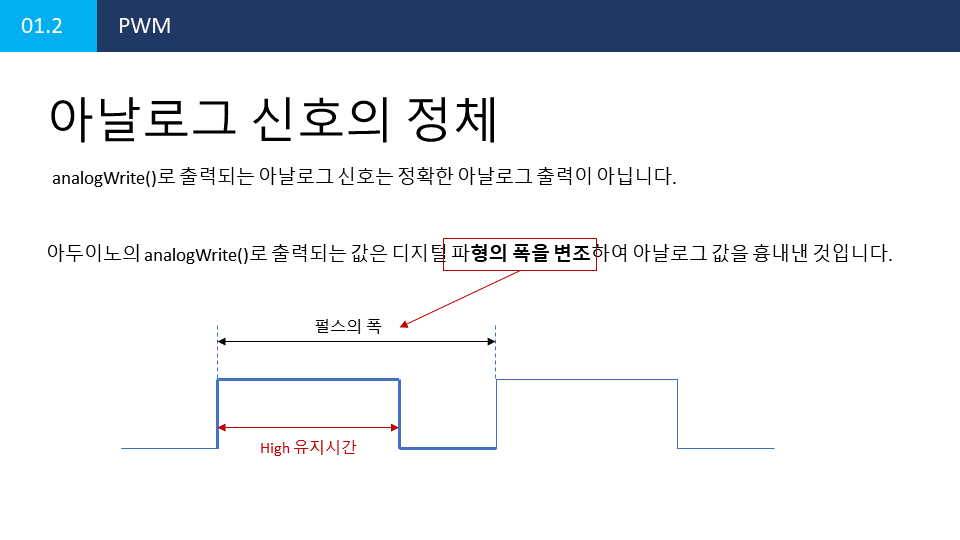 01.2
PWM
아날로그 신호의 정체
analogWrite()로 출력되는 아날로그 신호는 정확한 아날로그 출력이 아닙니다.
아두이노의 analogWrite()로 출력되는 값은 디지털 파형의 폭을 변조하여 아날로그 값을 흉내낸 것입니다.
펄스의 폭
High 유지시간